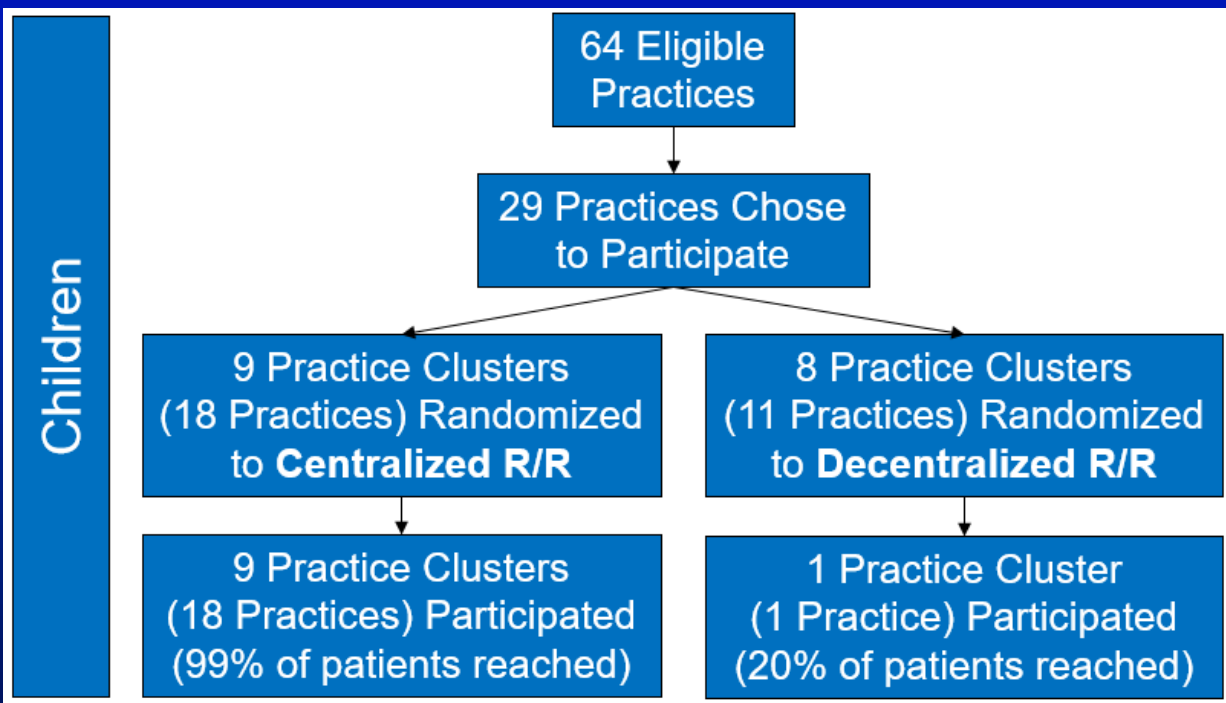 Children
64 Eligible
Practices
29 Practices Chose
to Participate
9 Practice Clusters
(18 Practices) Randomized
to Centralized R/R
8 Practice Clusters
(11 Practices) Randomized
to Decentralized R/R
9 Practice Clusters
(18 Practices) Participated
(99% of patients reached)
1 Practice Cluster
(1 Practice) Participated
(20% of patients reached)